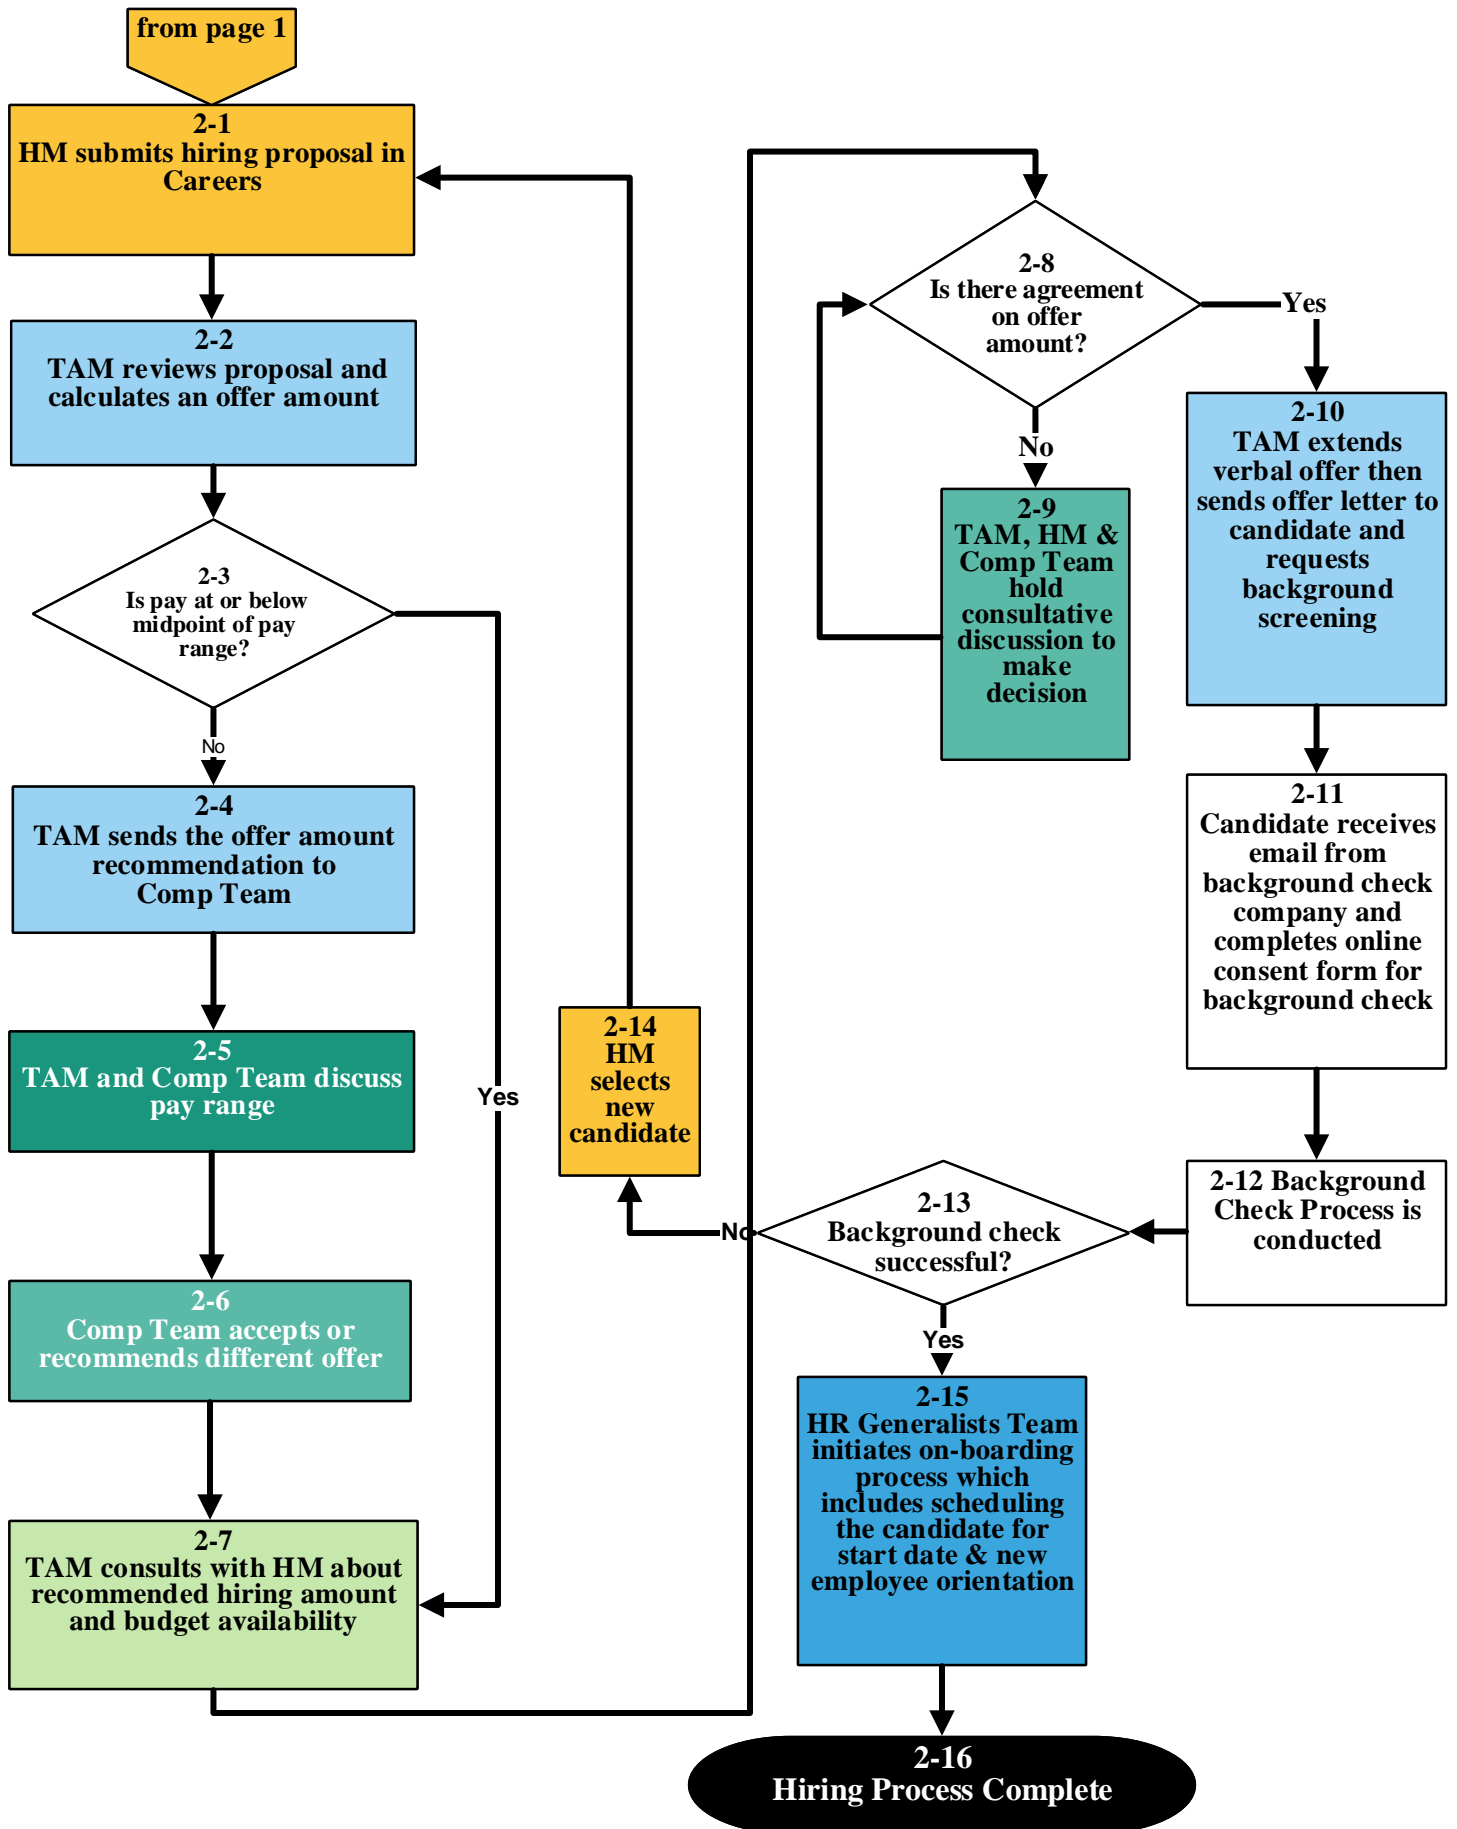 from page 1
2-1
HM submits hiring proposal in
Careers
2-2
TAM reviews proposal and
calculates an offer amount
2-3
Is pay at or below
midpoint of pay
range?
No
2-4
TAM sends the offer amount
recommendation to
Comp Team
2-5
TAM and Comp Team discuss
pay range
Yes
2-6
Comp Team accepts or
recommends different offer
2-7
TAM consults with HM about
recommended hiring amount
and budget availability
2-8
Is there agreement
on offer
amount?
Yes
No
2-9
TAM, HM &
Comp Team
hold
consultative
discussion to
make
decision
2-10
TAM extends
verbal offer then
sends offer letter to
candidate and
requests
background
screening
2-11
Candidate receives
email from
background check
company and
completes online
consent form for
background check
2-12 Background
Check Process is
conducted
2-13
Background check
successful?
No
2-14
HM
selects
new
candidate
Yes
2-15
HR Generalists Team
initiates on-boarding
process which
includes scheduling
the candidate for
start date & new
employee orientation
2-16
Hiring Process Complete